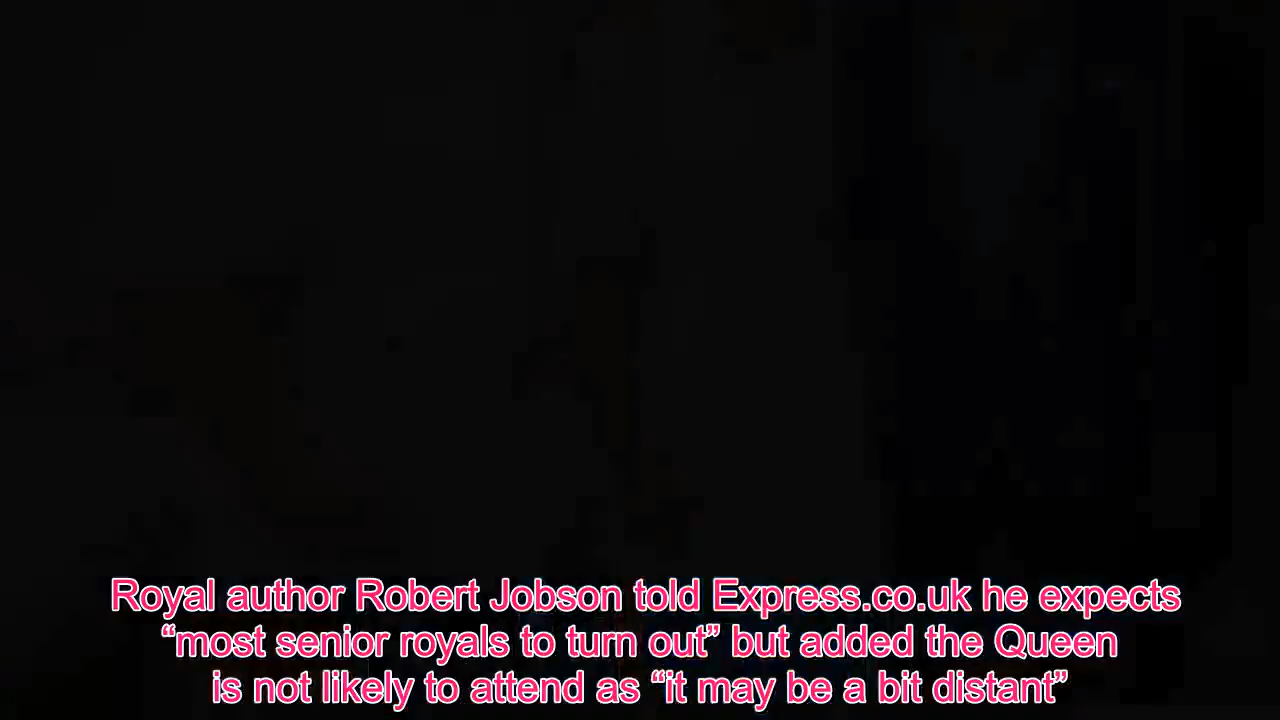 Royal author Robert Jobson told Express.co.uk he expects
“most senior royals to turn out” but added the Queen
is not likely to attend as “it may be a bit distant”